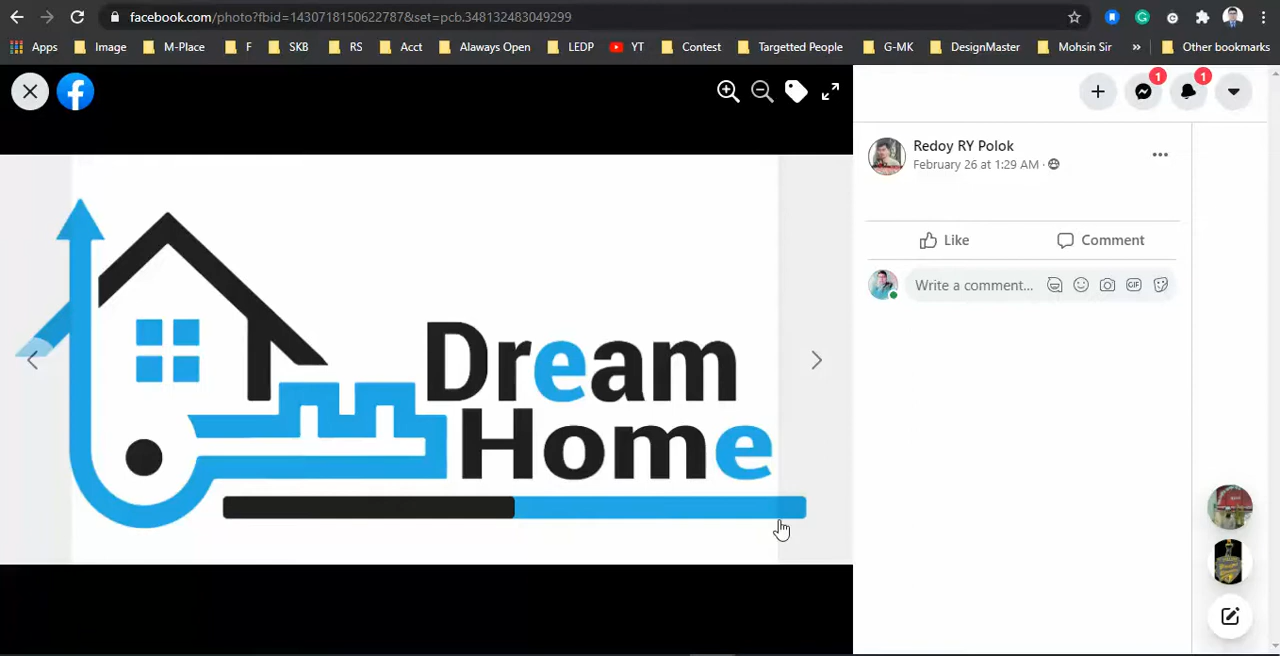 facebook.com/photo?fbid=1430718150622787&set=pcb.348132483049299
Apps Image M-Place F SKB RS Acct Alaways Open LEDP YT Contest Targetted People G-MK DesignMaster Mohsin Sir » Other bookmarks
1 1
Redoy RY Polok
February 26 at 1:29 AM ·
Like Comment
Write a comment...
GIF
Dream
Home